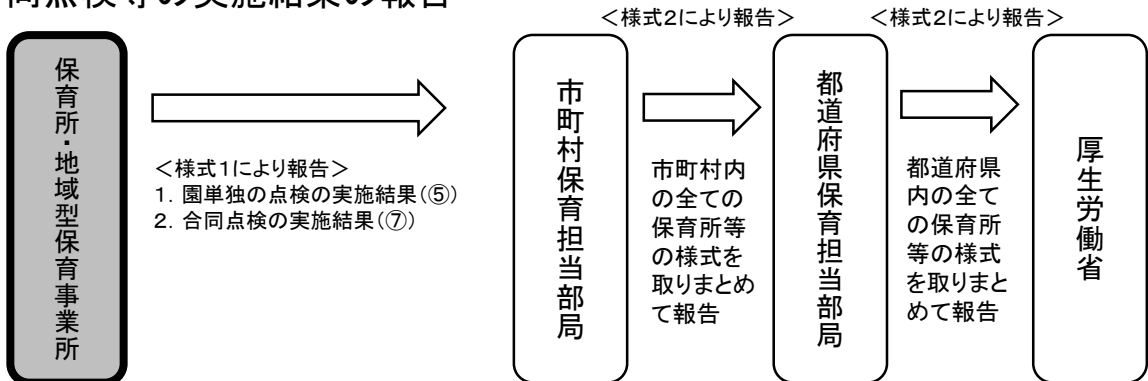 同点検等の実施結果の報告
保育所・地域型保育事業所
<様式1により報告>
1. 園単独の点検の実施結果(⑤)
2. 合同点検の実施結果(⑦)
市町村保育担当部局
<様式2により報告>
市町村内
の全ての
保育所等
の様式を
取りまとめ
て報告
都道府県保育担当部局
<様式2により報告>
都道府県
内の全て
の保育所
等の様式
を取りまと
めて報告
厚生労働省